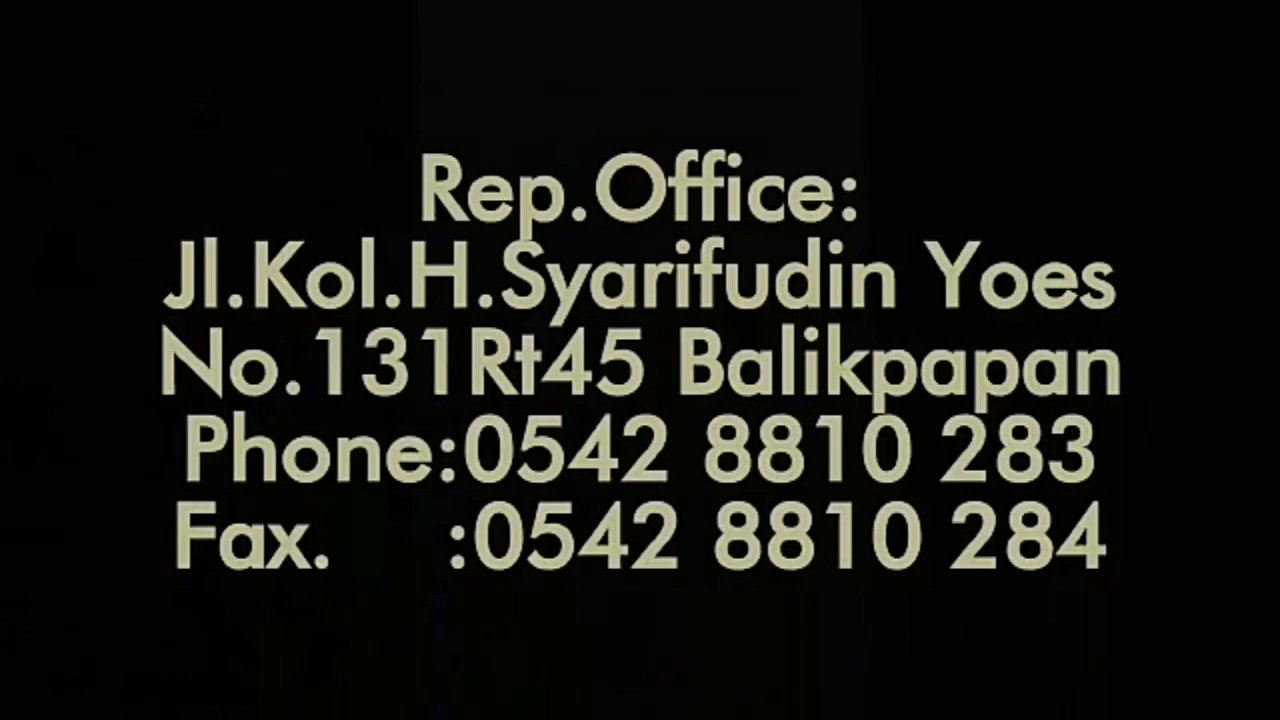 Rep.Office:
Jl.Kol.H.Syarifudin Yoes
No.131Rt45 Balikpapan
Phone:0542 8810 283
Fax. :0542 8810 284